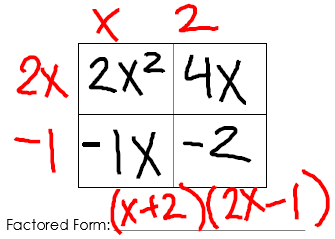 x 2
2x 2x² 4x
-1 -1x -2
Factored Form: (x+2)(2x-1)